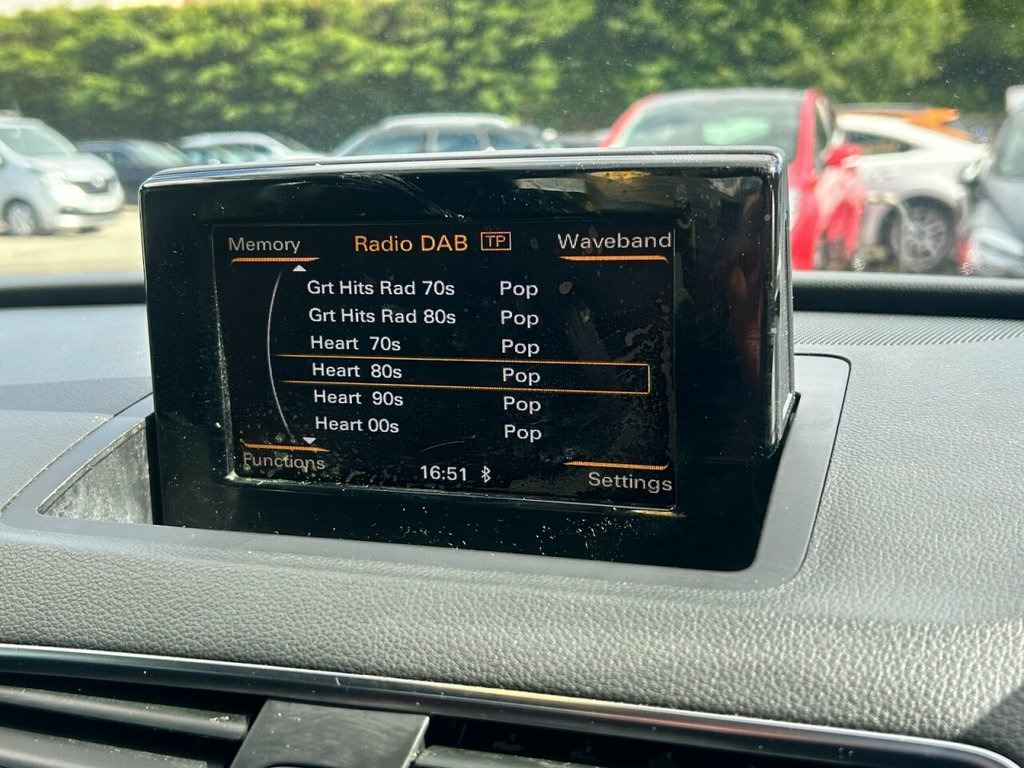 Memory Radio DAB TP Waveband
Grt Hits Rad 70s Pop
Grt Hits Rad 80s Pop
Heart 70s Pop
Heart 80s Pop
Heart 90s Pop
Heart 00s Pop
Functions 16:51 Settings